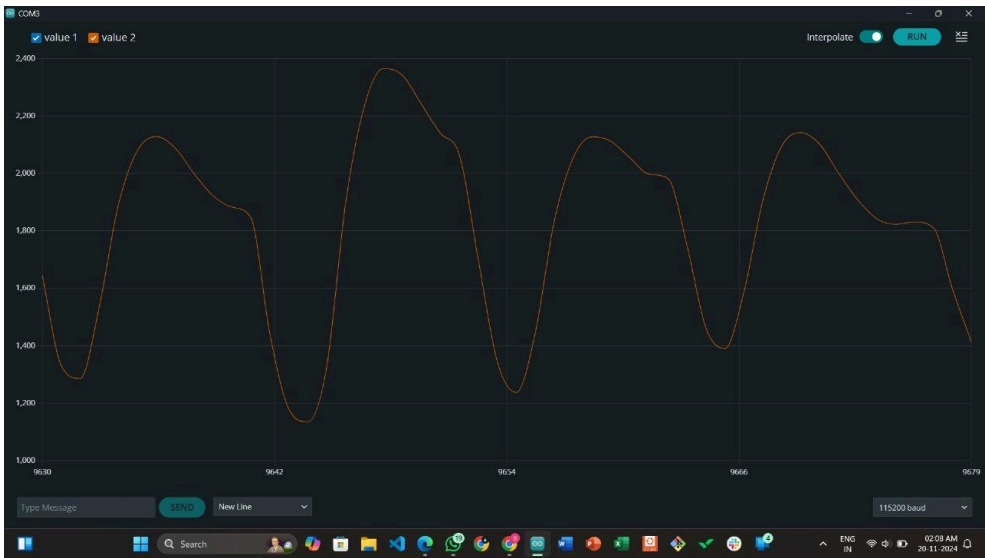 COM3
value 1 value 2 Interpolate RUN
2,400
2,200
2,000
1,800
1,600
1,400
1,200
1,000
9630 9642 9654 9666 9679
Type Message SEND New Line 115200 baud
Search 19 ENG IN 02:08 AM 20-11-2024